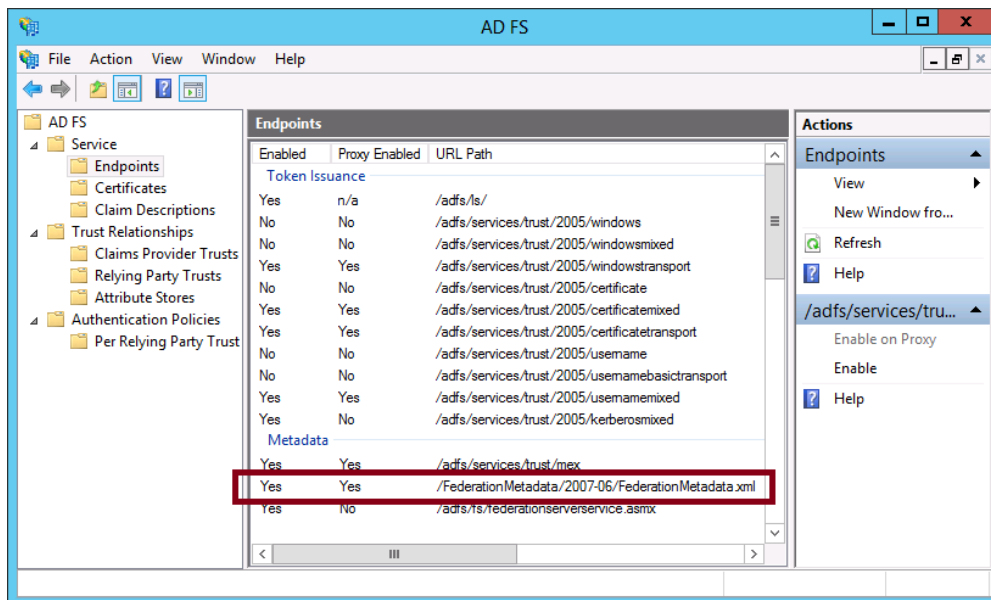 AD FS
File Action View Window Help
AD FS
Service
Endpoints
Certificates
Claim Descriptions
Trust Relationships
Claims Provider Trusts
Relying Party Trusts
Attribute Stores
Authentication Policies
Per Relying Party Trust
Endpoints
Enabled Proxy Enabled URL Path
Token Issuance
Yes n/a /adfs/ls/
No No /adfs/services/trust/2005/windows
No No /adfs/services/trust/2005/windowsmixed
Yes Yes /adfs/services/trust/2005/windowstransport
No No /adfs/services/trust/2005/certificate
Yes Yes /adfs/services/trust/2005/certificatemixed
Yes Yes /adfs/services/trust/2005/certificatetransport
No No /adfs/services/trust/2005/username
No No /adfs/services/trust/2005/usernamebasictransport
Yes Yes /adfs/services/trust/2005/usernamemixed
Yes No /adfs/services/trust/2005/kerberosmixed
Metadata
Yes Yes /adfs/services/trust/mex
Yes Yes /FederationMetadata/2007-06/FederationMetadata.xml
Yes No /adfs/fs/federationserverservice.asmx
Actions
Endpoints
View
New Window fro...
Refresh
Help
/adfs/services/tru...
Enable on Proxy
Enable
Help